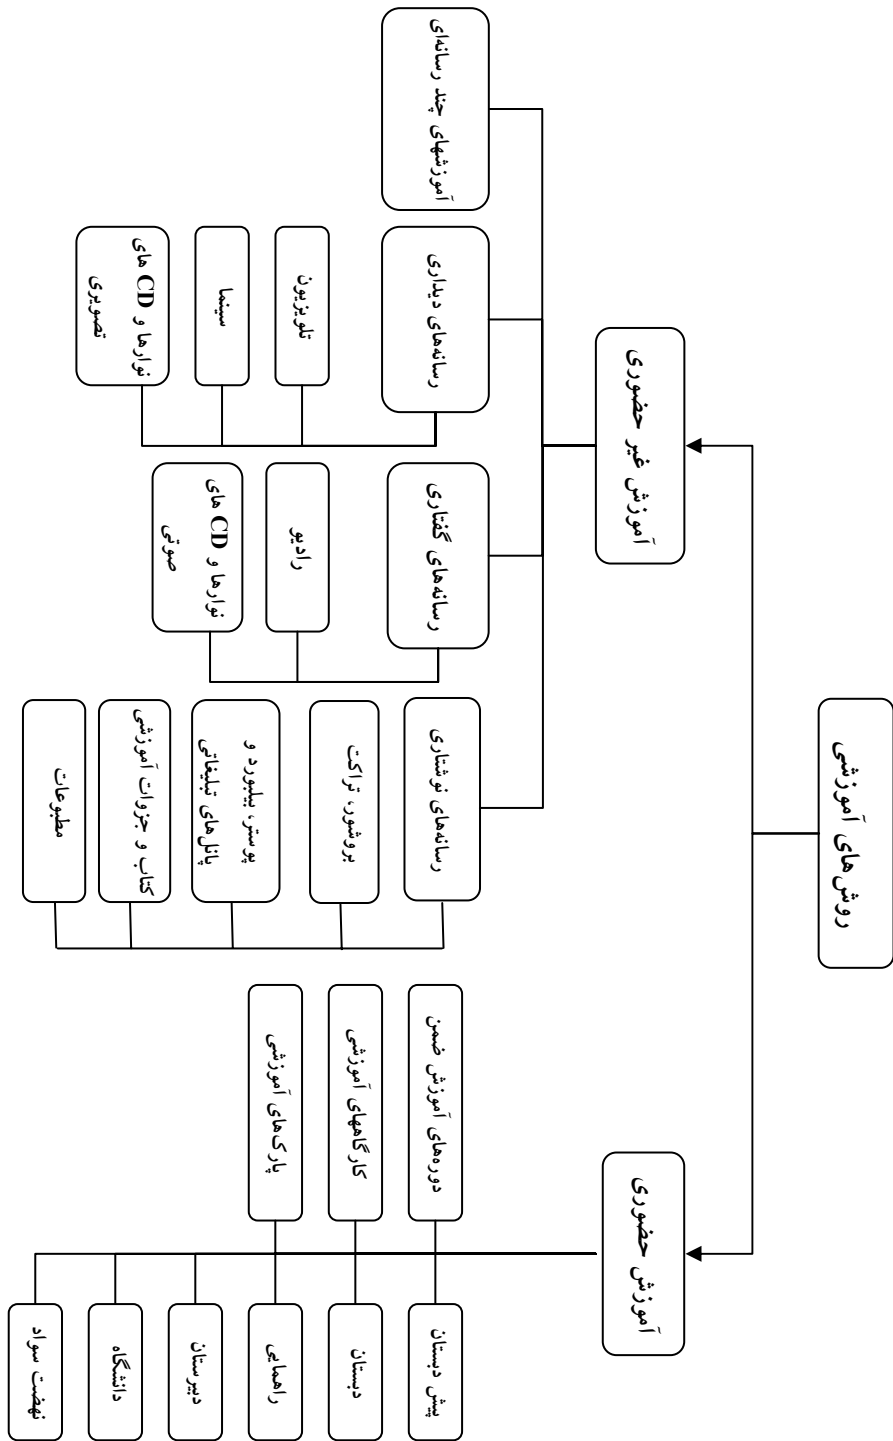 روش‌های آموزشی
آموزش حضوری
آموزش غیر حضوری
دوره‌های آموزش ضمن
کارگاههای آموزشی
پارک‌های آموزشی
پیش دبستان
دبستان
راهمایی
دبیرستان
دانشگاه
نهضت سواد
رسانه‌های نوشتاری
بروشور، تراکت
پوستر، بیلبورد و
پانل‌های تبلیغاتی
کتاب و جزوات آموزشی
مطبوعات
رسانه‌های گفتاری
رادیو
نوارها و CD های
صوتی
رسانه‌های دیداری
تلویزیون
سینما
نوارها و CD های
تصویری
آموزشهای چند رسانه‌ای